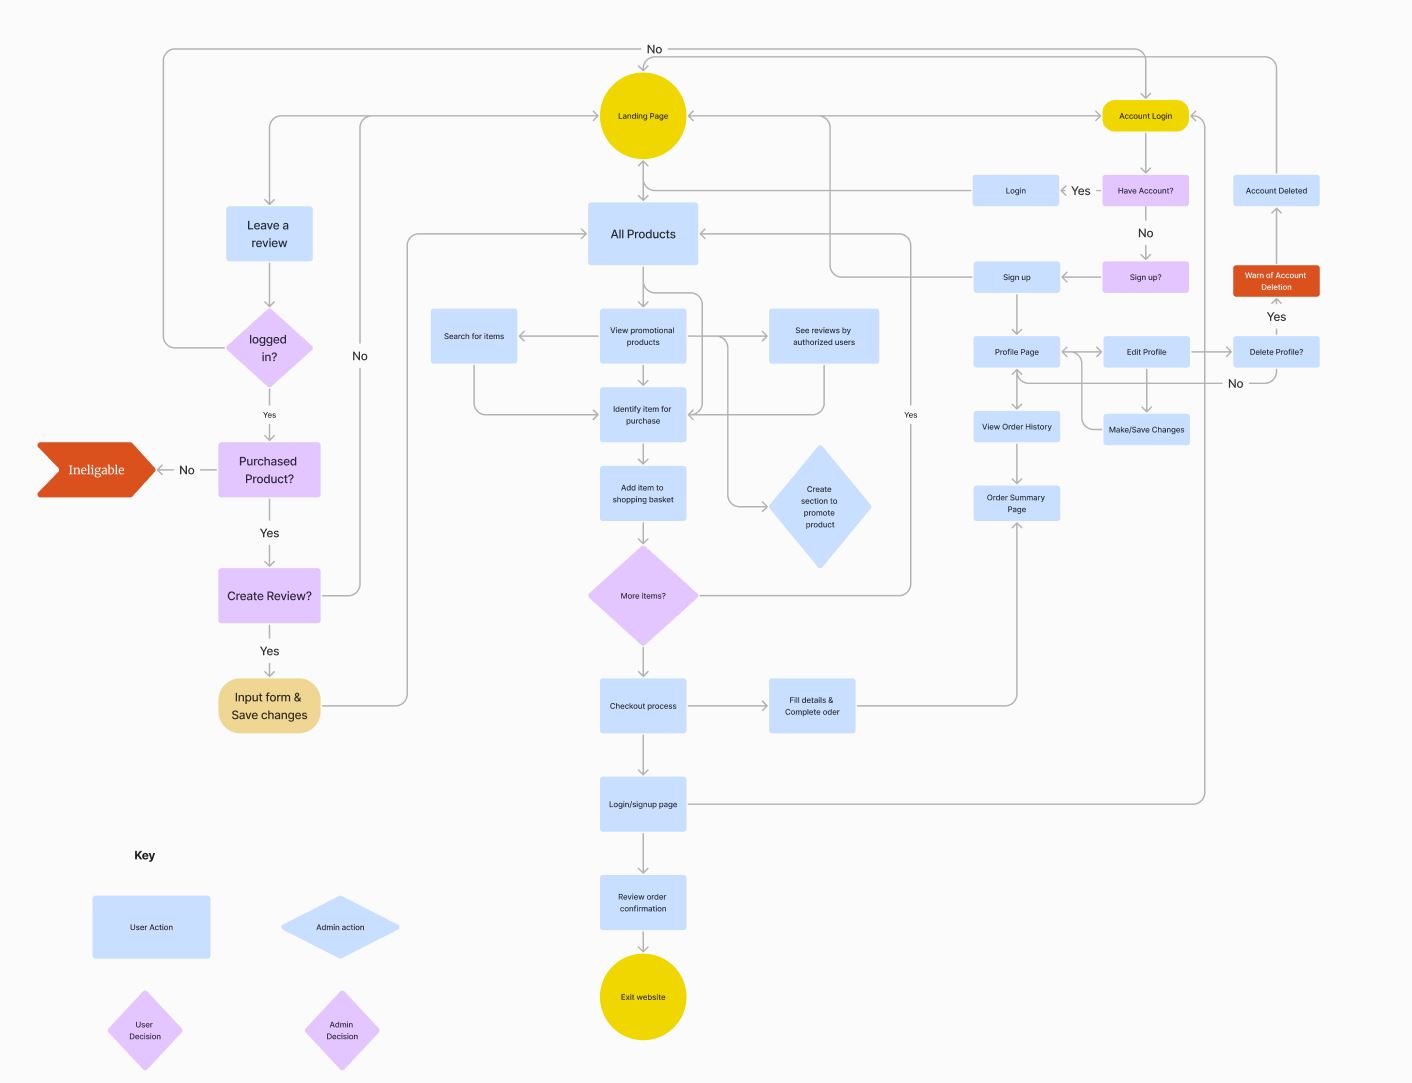 No
Landing Page
Account Login
Login
Yes
Have Account?
Account Deleted
Leave a
review
All Products
No
Sign up
Sign up?
Warn of Account
Deletion
Yes
Search for items
View promotional
products
See reviews by
authorized users
logged
in?
No
Profile Page
Edit Profile
Delete Profile?
No
Yes
Identify item for
purchase
Yes
View Order History
Make/Save Changes
Ineligable
No
Purchased
Product?
Add item to
shopping basket
Create
section to
promote
product
Order Summary
Page
Yes
Create Review?
More items?
Yes
Input form &
Save changes
Checkout process
Fill details &
Complete oder
Login/signup page
Key
Review order
confirmation
User Action
Admin action
Exit website
User
Decision
Admin
Decision